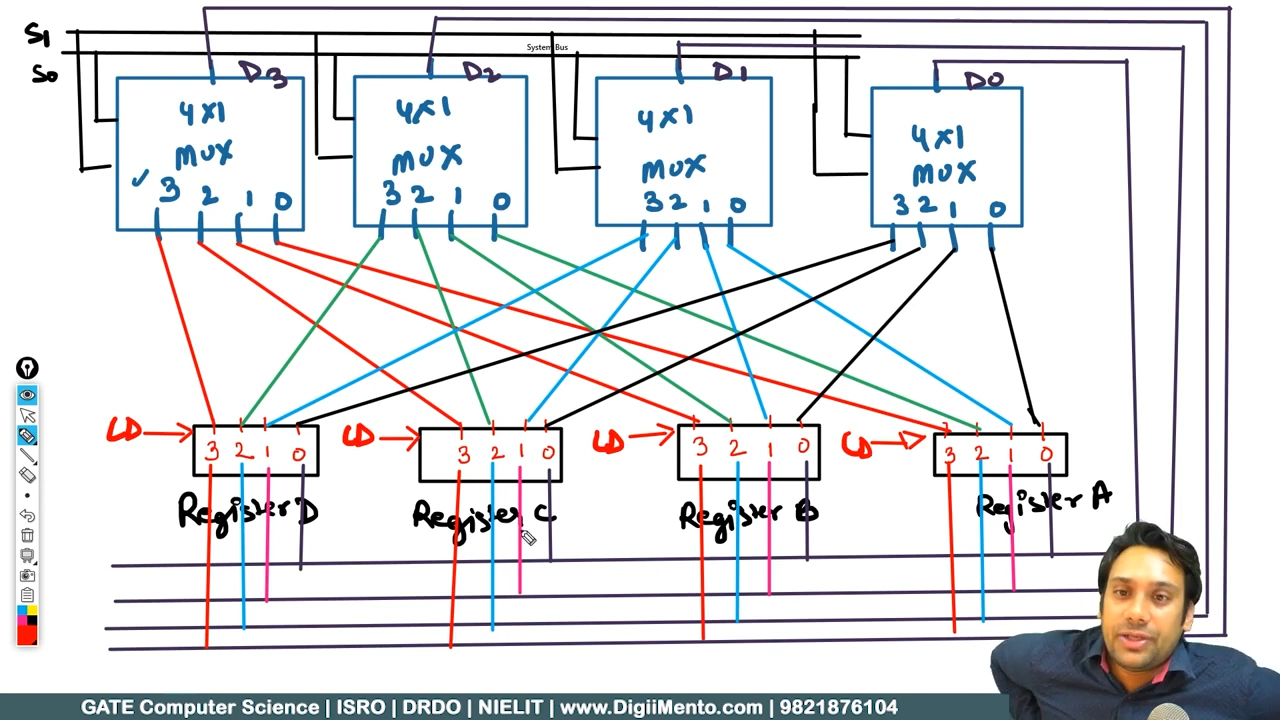 S1
System Bus
S0
D3 D2 D1 D0
4x1 4x1 4x1 4x1
MUX MUX MUX MUX
3 2 1 0 3 2 1 0 3 2 1 0 3 2 1 0
LD LD LD LD
3 2 1 0 3 2 1 0 3 2 1 0 3 2 1 0
Register D Register C Register B Register A
GATE Computer Science | ISRO | DRDO | NIELIT | www.DigiiMento.com | 9821876104